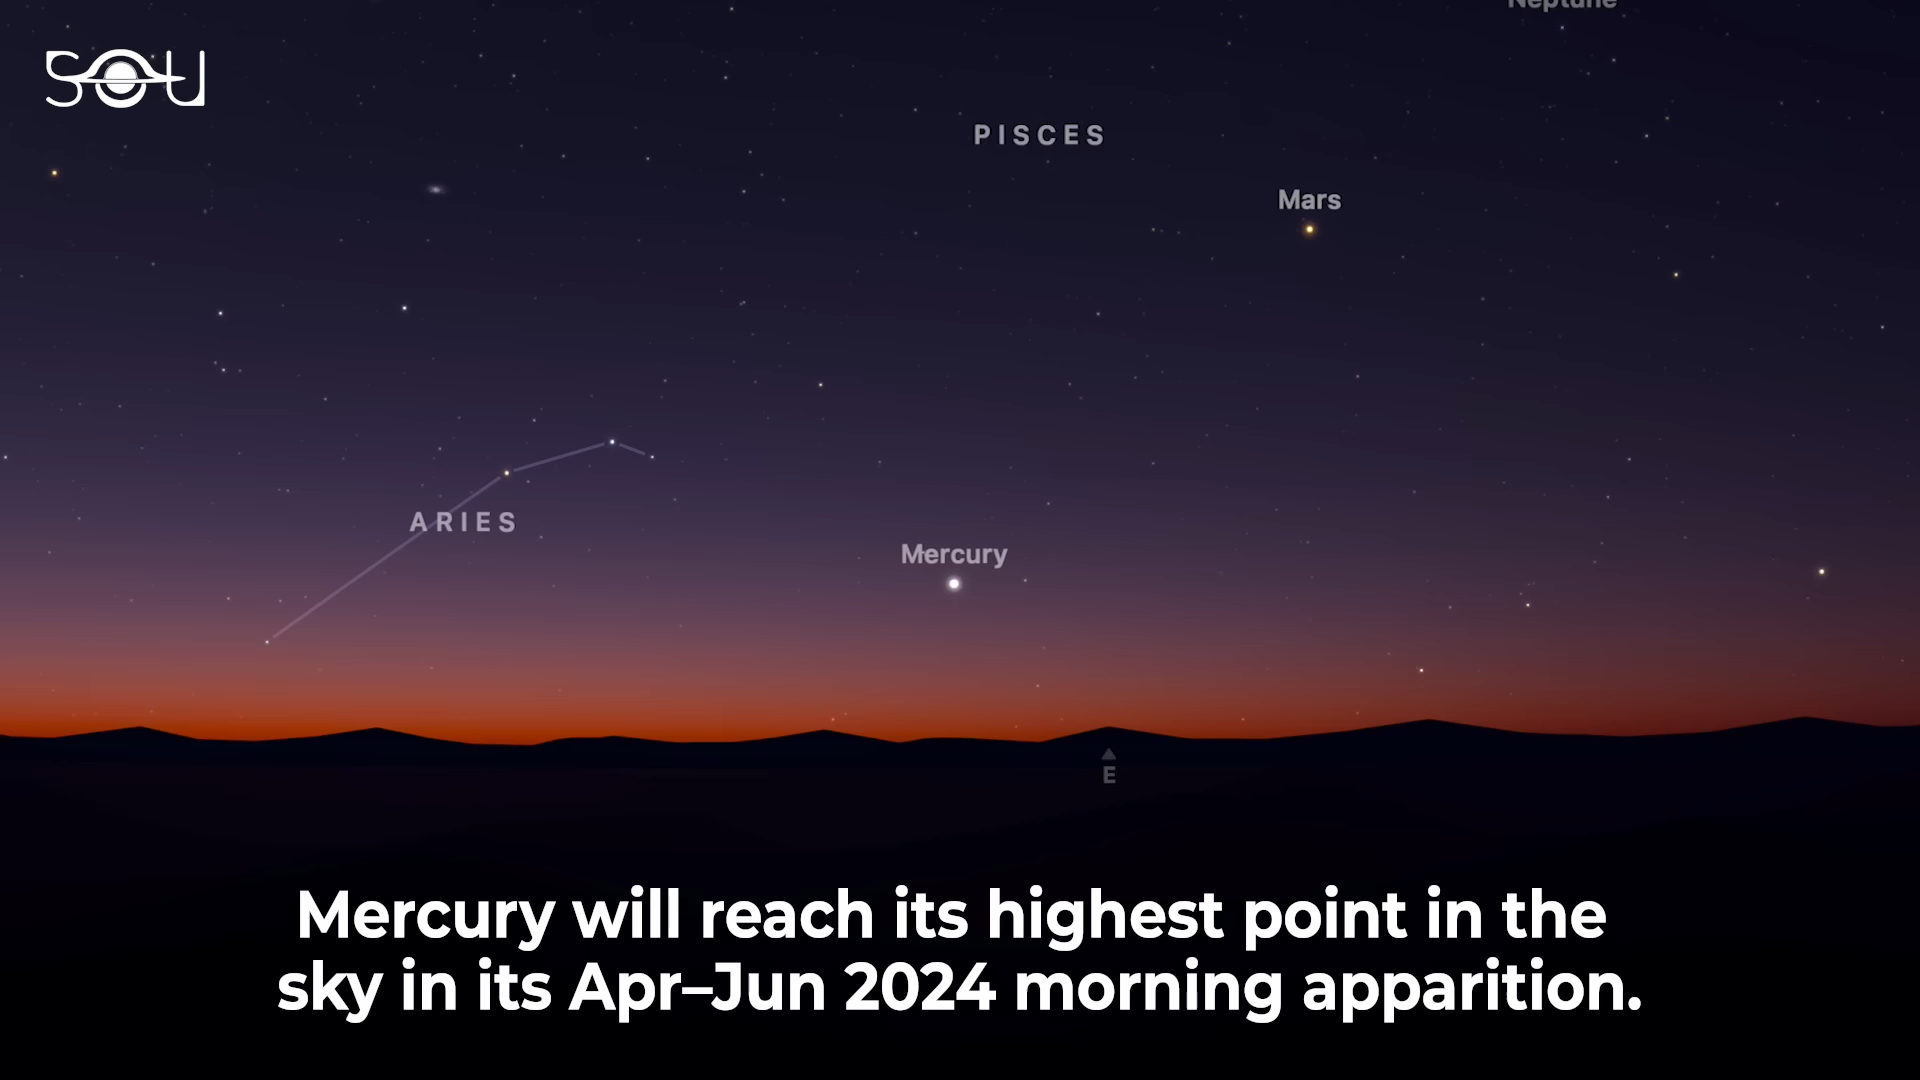 Neptune
SOU
PISCES
Mars
ARIES
Mercury
E
Mercury will reach its highest point in the
sky in its Apr–Jun 2024 morning apparition.